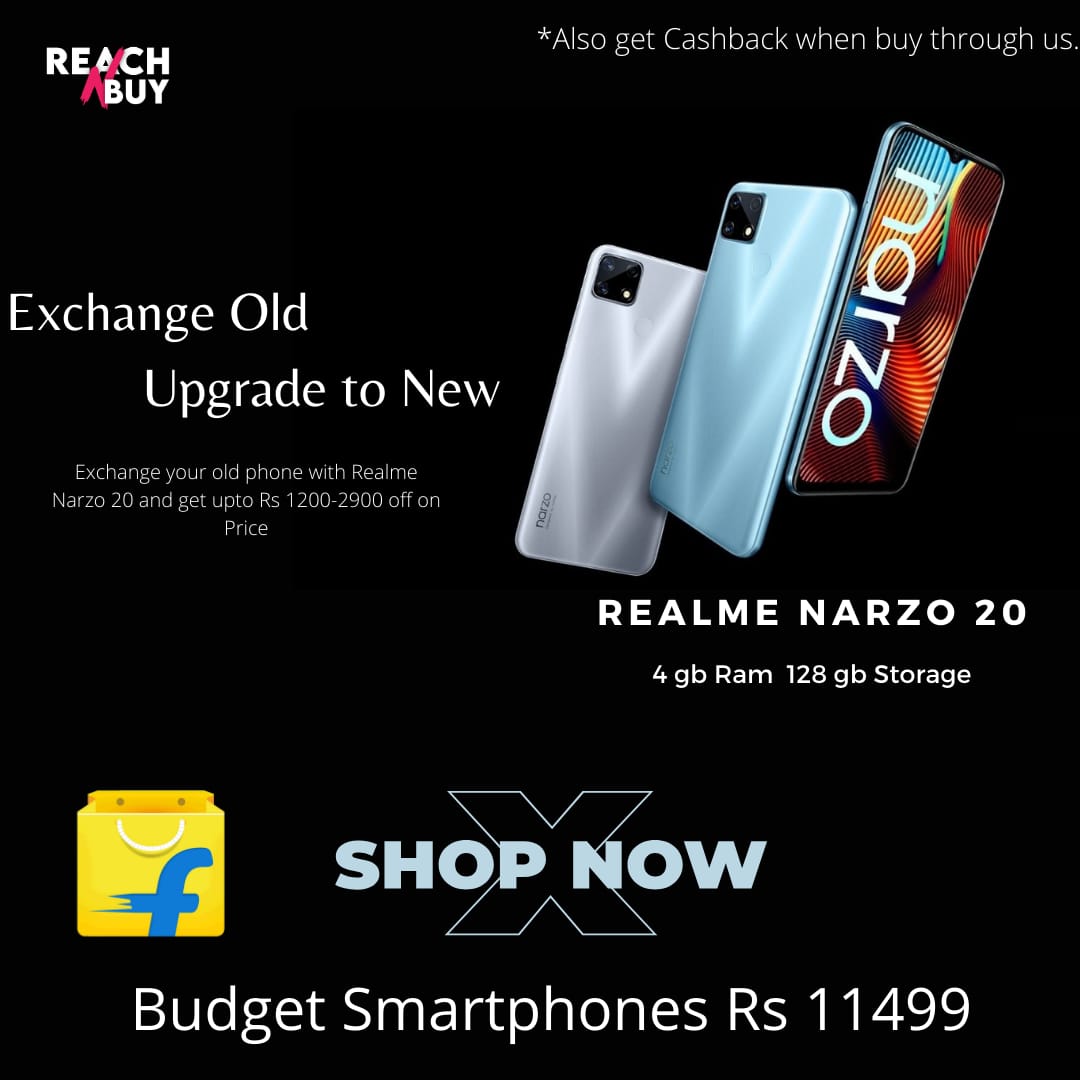 *Also get Cashback when buy through us.
REACH
N BUY
narzo
narzo
narzo
Exchange Old
Upgrade to New
Exchange your old phone with Realme
Narzo 20 and get upto Rs 1200-2900 off on
Price
REALME NARZO 20
4 gb Ram 128 gb Storage
f
X
SHOP NOW
Budget Smartphones Rs 11499